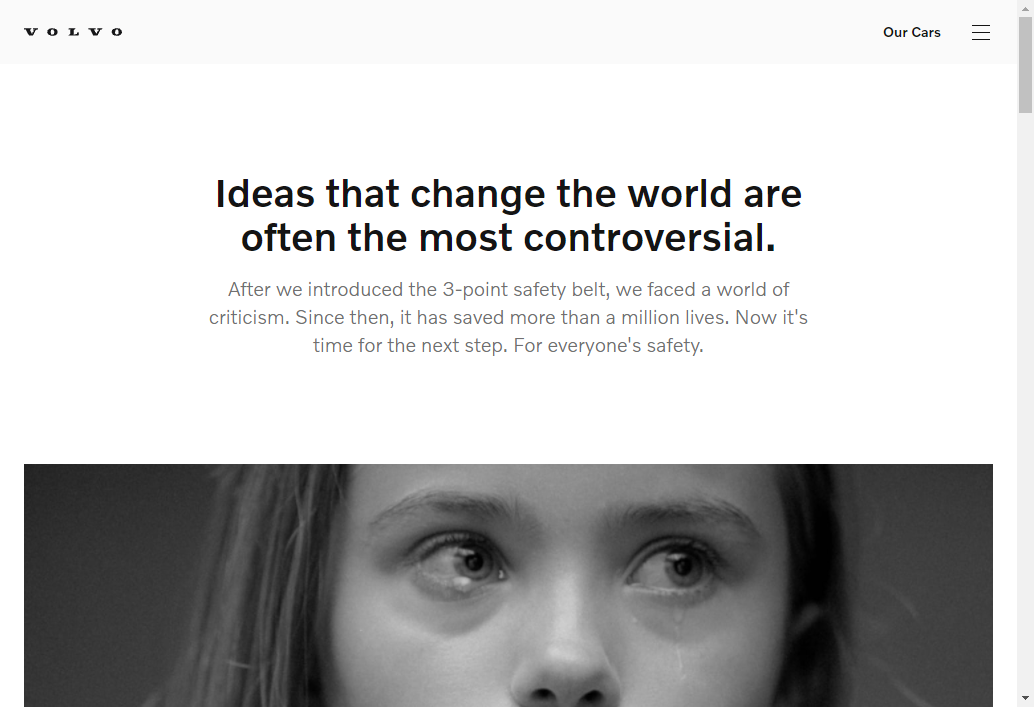 VOLVO
Our Cars
Ideas that change the world are
often the most controversial.
After we introduced the 3-point safety belt, we faced a world of
criticism. Since then, it has saved more than a million lives. Now it's
time for the next step. For everyone's safety.